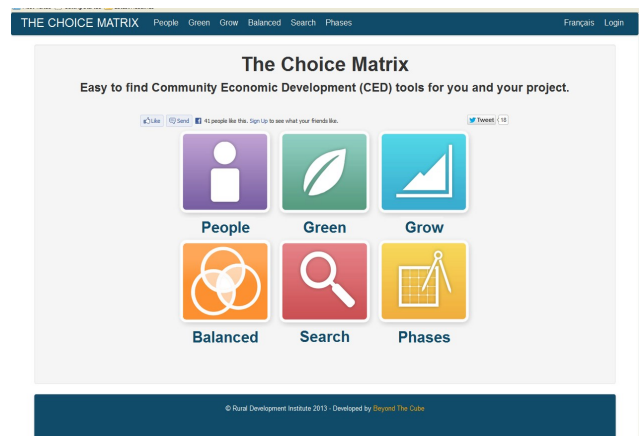 THE CHOICE MATRIX People Green Grow Balanced Search Phases Français Login
The Choice Matrix
Easy to find Community Economic Development (CED) tools for you and your project.
Like Send 41 people like this. Sign Up to see what your friends like. Tweet 18
People Green Grow
Balanced Search Phases
© Rural Development Institute 2013 - Developed by Beyond The Cube